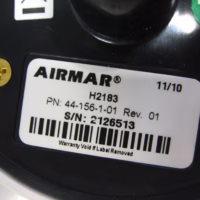 AIRMAR® 11/10
H2183
PN: 44-156-1-01 Rev. 01
S/N: 2126513
Warranty Void If Label Removed